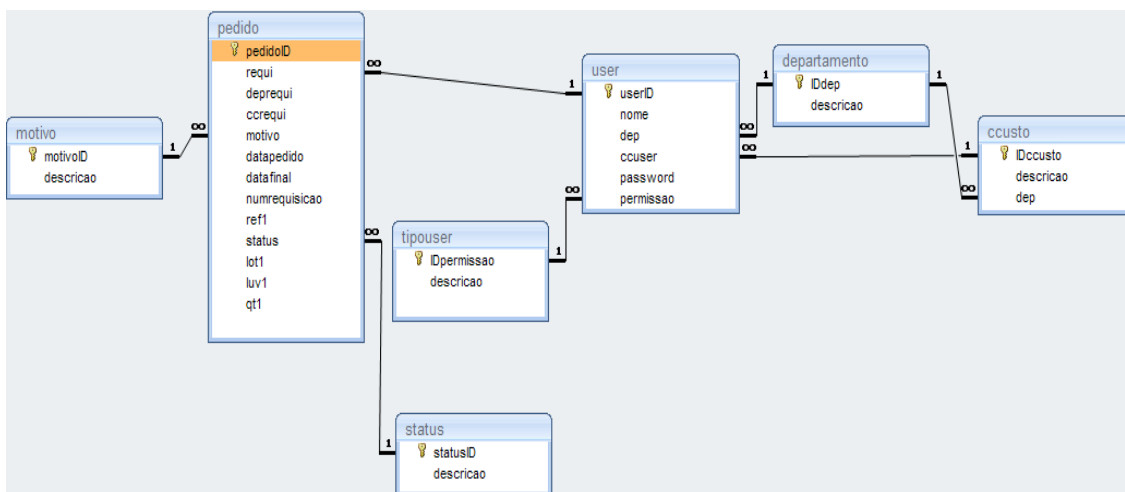 pedido
pedidoID
requi
deprequi
ccrequi
motivo
datapedido
datafinal
numrequisicao
ref1
status
lot1
luv1
qt1
motivo
motivoID
descricao
user
userID
nome
dep
ccuser
password
permissao
departamento
IDdep
descricao
ccusto
IDccusto
descricao
dep
tipouser
IDpermissao
descricao
status
statusID
descricao
∞
1
∞
1
1
∞
1
∞
1
∞
1
∞
∞
1